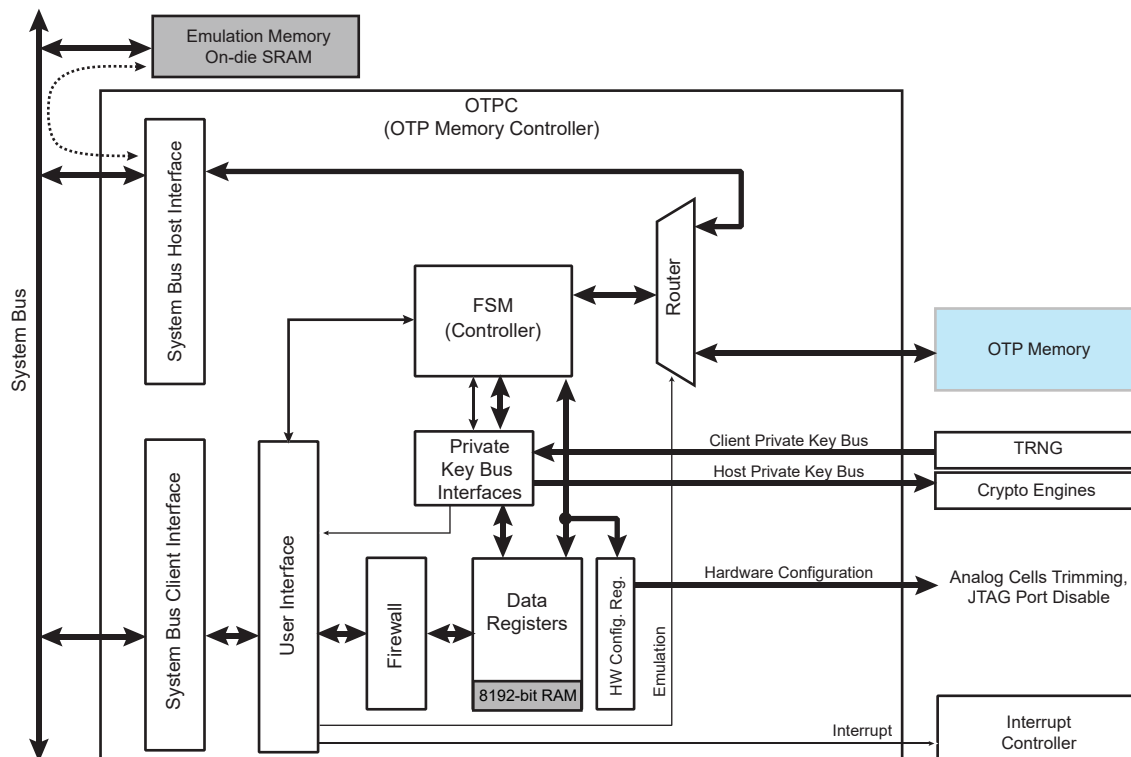 Emulation Memory
On-die SRAM
OTPC
(OTP Memory Controller)
System Bus
System Bus Host Interface
FSM
(Controller)
Router
OTP Memory
Private
Key Bus
Interfaces
Client Private Key Bus
TRNG
Host Private Key Bus
Crypto Engines
System Bus Client Interface
User Interface
Firewall
Data
Registers
8192-bit RAM
HW Config. Reg.
Hardware Configuration
Analog Cells Trimming,
JTAG Port Disable
Emulation
Interrupt
Interrupt
Controller